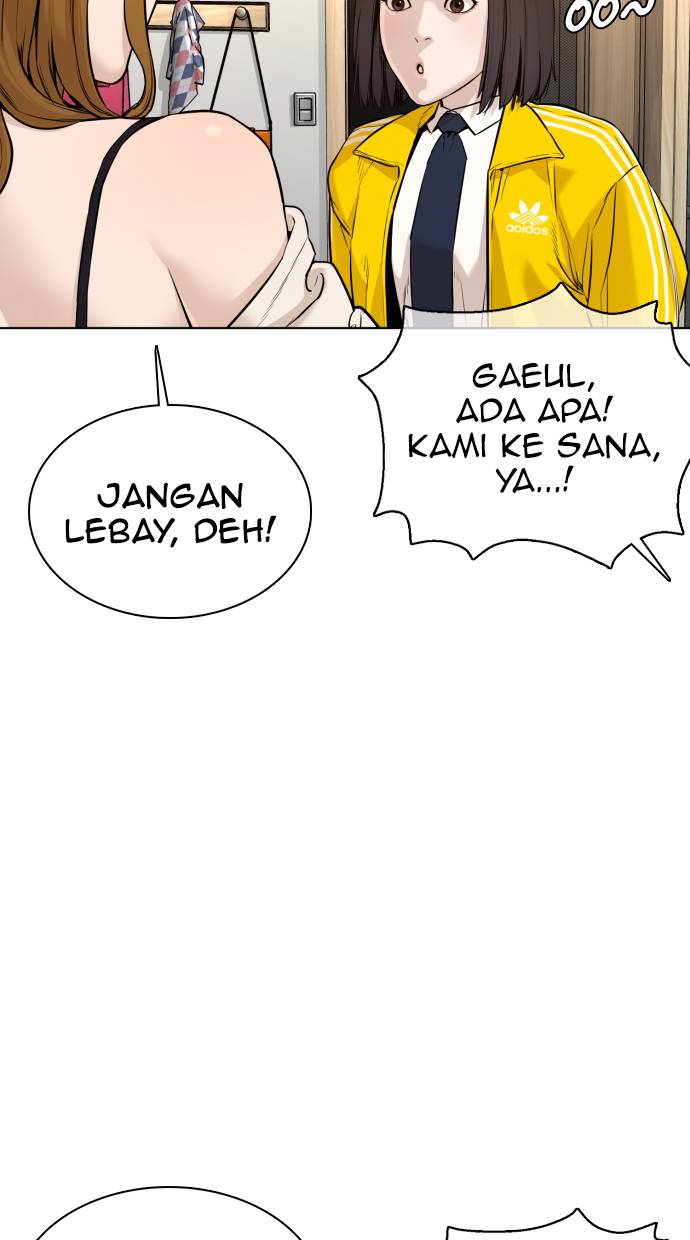 OO~
aoidos
GAEUL,
ADA APA!
KAMI KE SANA,
YA...!
JANGAN
LEBAY, DEH!